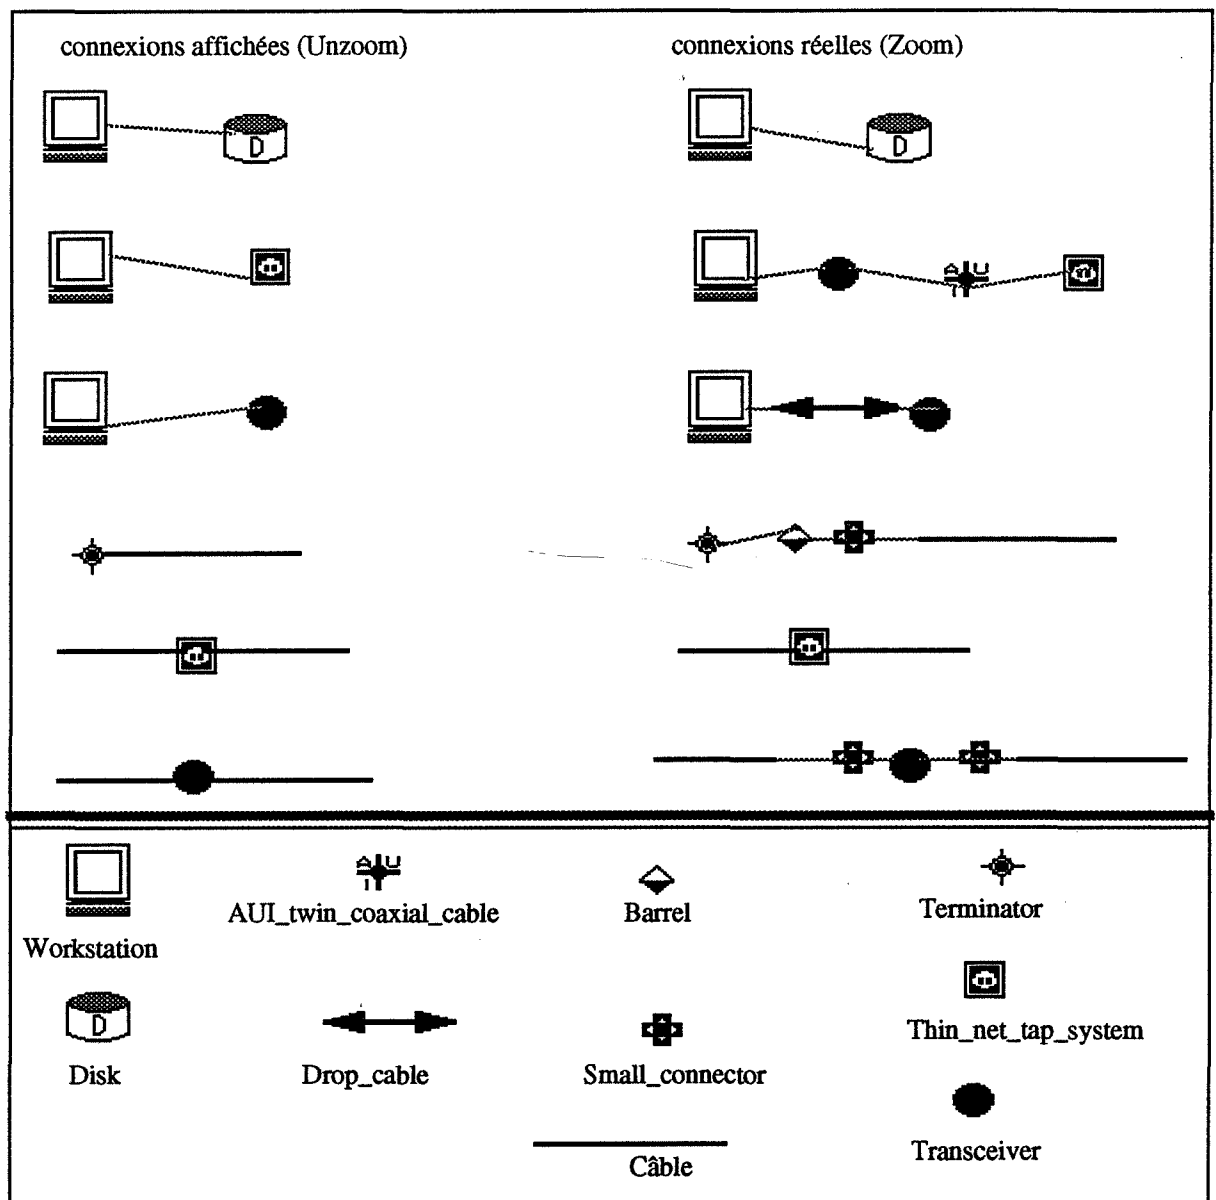 connexions affichées (Unzoom)
connexions réelles (Zoom)
D
D
A U
I
A U
I
AUI_twin_coaxial_cable
Barrel
Terminator
Workstation
D
Disk
Drop_cable
Small_connector
Thin_net_tap_system
Câble
Transceiver